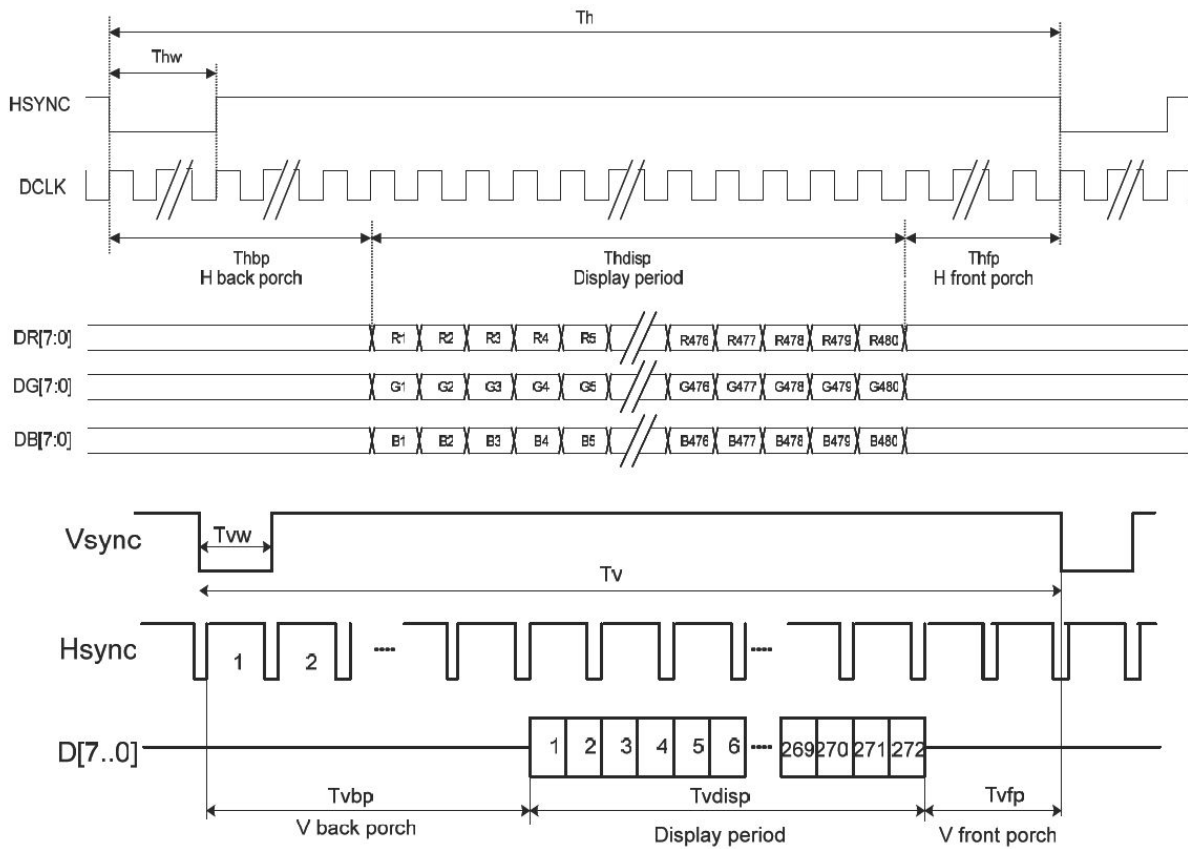 Th
Thw
HSYNC
DCLK
Thbp Thdisp Thfp
H back porch Display period H front porch
DR[7:0] R1 R2 R3 R4 R5 R476 R477 R478 R479 R480
DG[7:0] G1 G2 G3 G4 G5 G476 G477 G478 G479 G480
DB[7:0] B1 B2 B3 B4 B5 B476 B477 B478 B479 B480
Vsync Tvw
Tv
Hsync 1 2 ---- ----
D[7..0] 1 2 3 4 5 6 ---- 269 270 271 272
Tvbp Tvdisp Tvfp
V back porch Display period V front porch